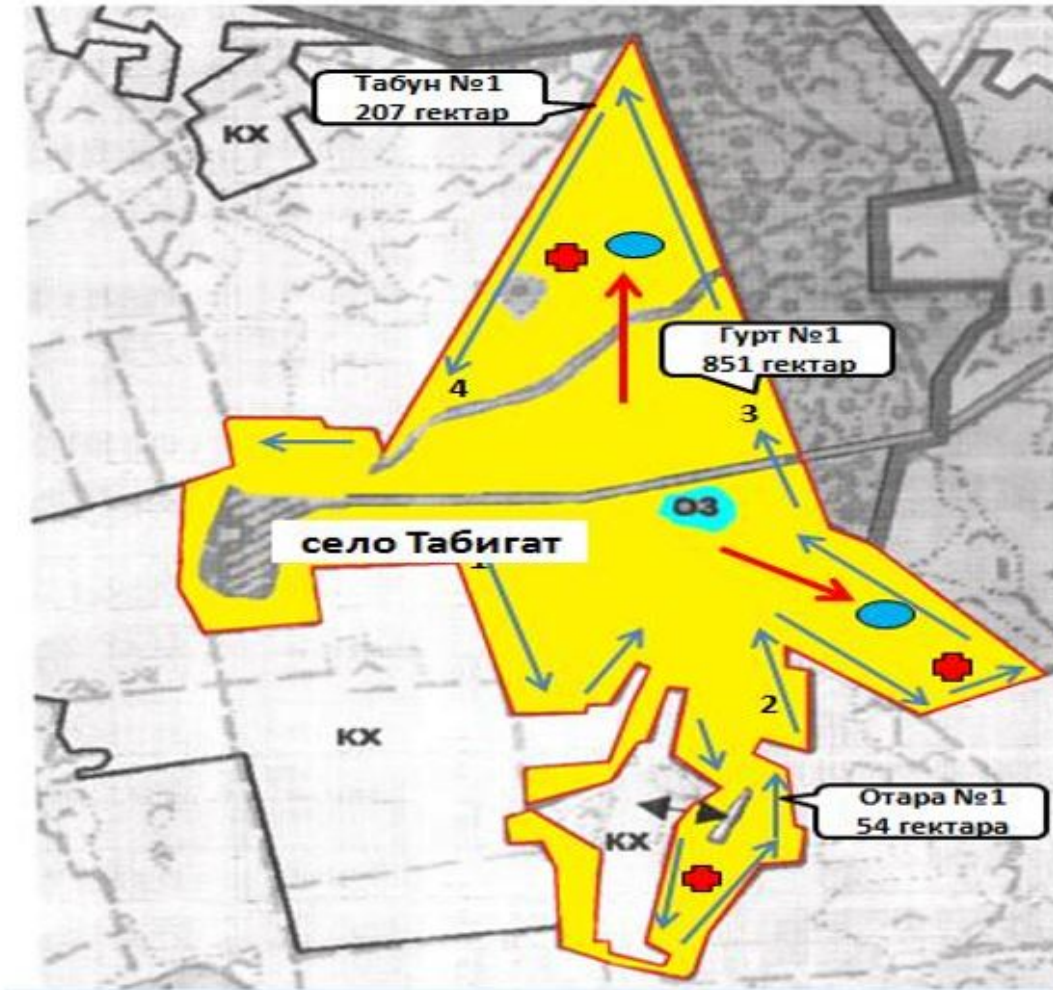 Табун №1
207 гектар
КХ
Гурт №1
851 гектар
4
3
ОЗ
село Табигат
1
2
КХ
Отара №1
54 гектара
КХ